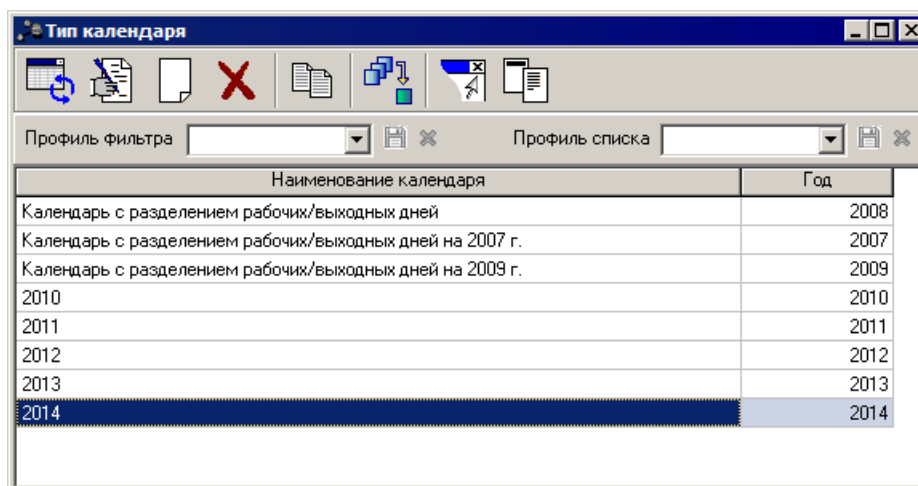 Тип календаря
Профиль фильтра Профиль списка
Наименование календаря Год
Календарь с разделением рабочих/выходных дней 2008
Календарь с разделением рабочих/выходных дней на 2007 г. 2007
Календарь с разделением рабочих/выходных дней на 2009 г. 2009
2010 2010
2011 2011
2012 2012
2013 2013
2014 2014